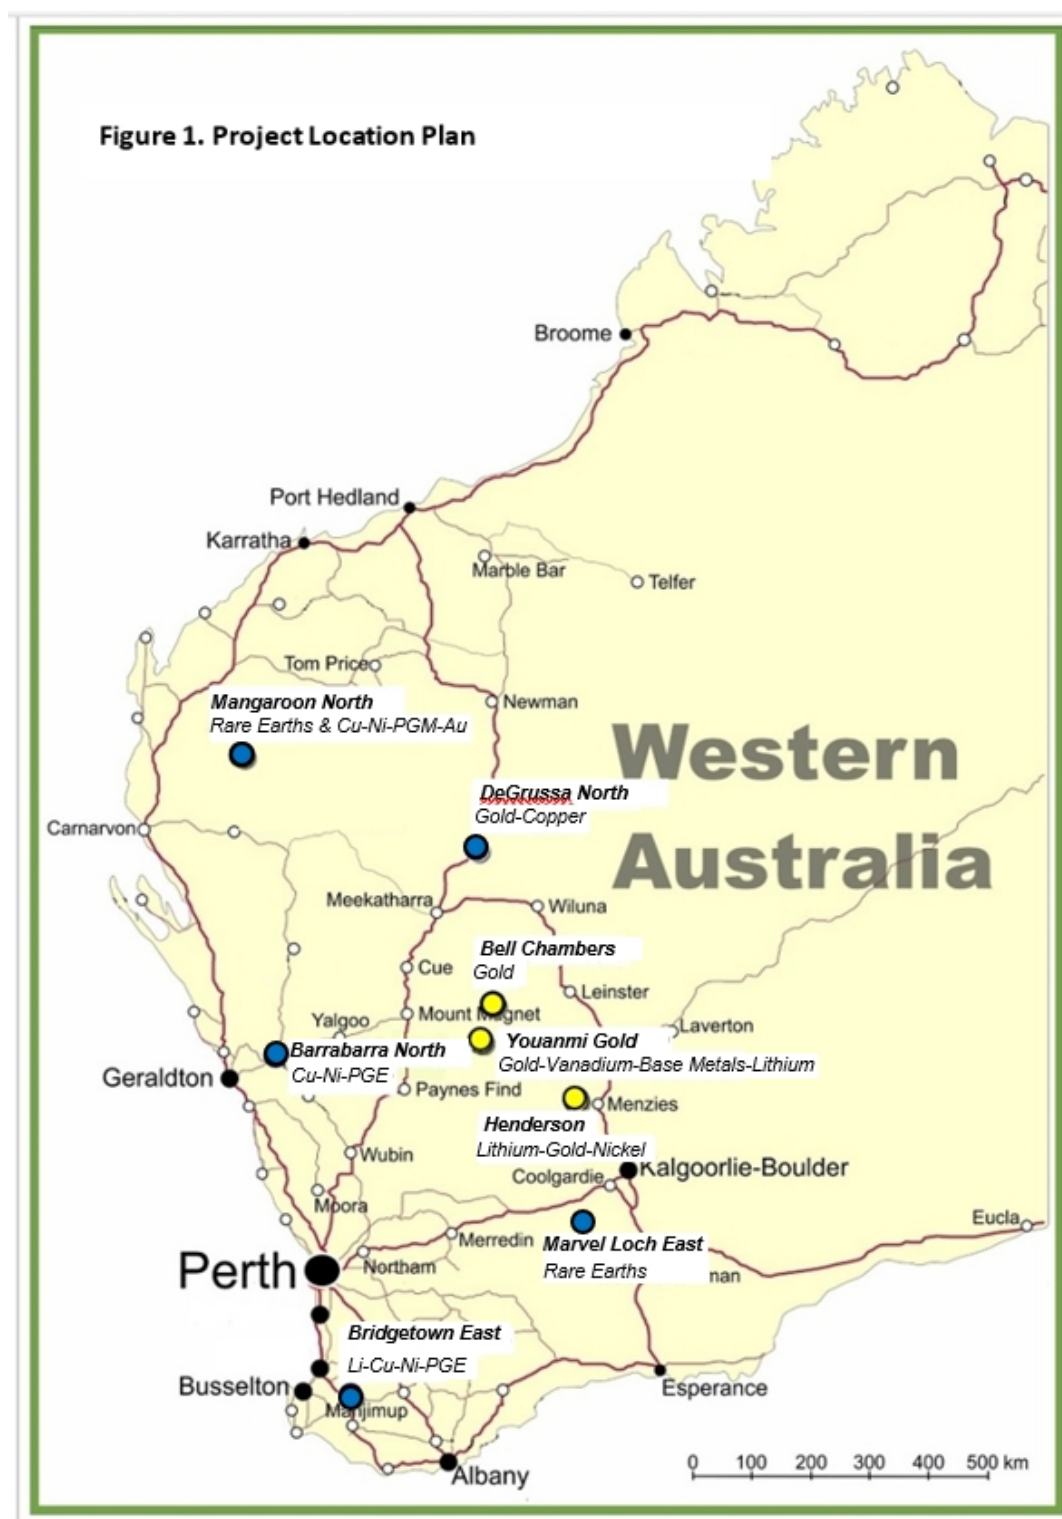 Figure 1. Project Location Plan
Broome
Port Hedland
Karratha
Marble Bar
Telfer
Tom Price
Mangaroon North
Newman
Rare Earths & Cu-Ni-PGM-Au
Western
DeGrussa North
Gold-Copper
Carnarvon
Australia
Meekatharra
Wiluna
Bell Chambers
Cue
Gold
Leinster
Mount Magnet
Yalgoo
Laverton
Youanmi Gold
Barrabarra North
Gold-Vanadium-Base Metals-Lithium
Cu-Ni-PGE
Geraldton
Paynes Find
Menzies
Henderson
Lithium-Gold-Nickel
Wubin
Kalgoorlie-Boulder
Coolgardie
Moora
Eucla
Merredin
Marvel Loch East
Perth
Northam
Rare Earths
man
Bridgetown East
Li-Cu-Ni-PGE
Busselton
Esperance
Manjimup
Albany
0 100 200 300 400 500 km